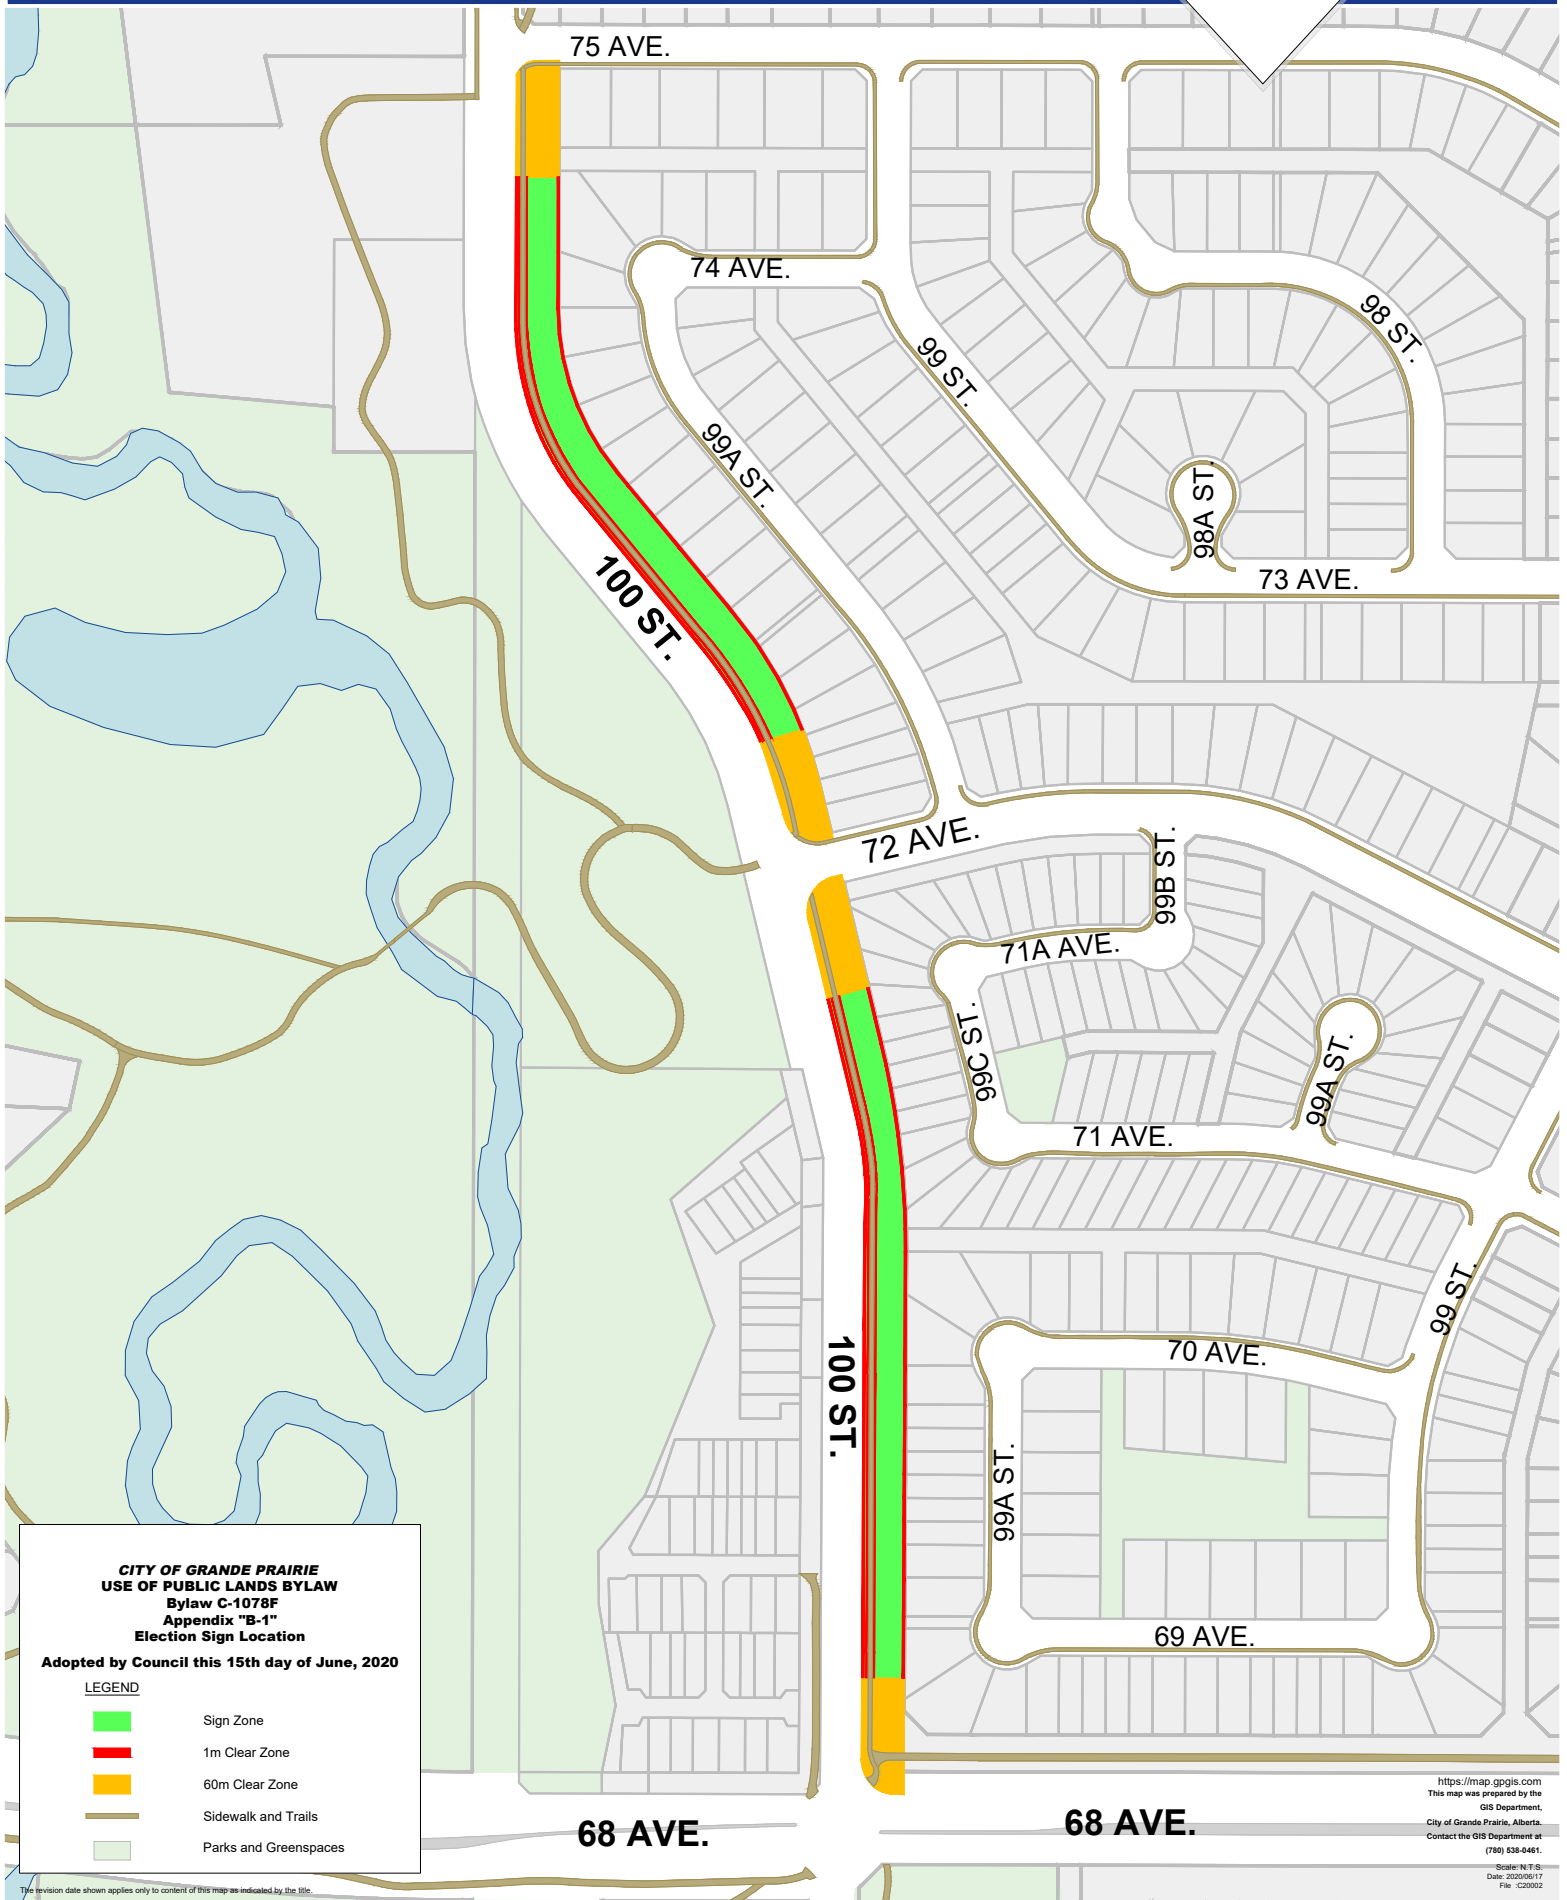 75 AVE.
74 AVE.
98 ST.
99 ST.
99A ST.
98A ST.
73 AVE.
100 ST.
72 AVE.
99B ST.
71A AVE.
99C ST.
99A ST.
71 AVE.
99 ST.
70 AVE.
100 ST.
99A ST.
69 AVE.
68 AVE.
68 AVE.
CITY OF GRANDE PRAIRIE
USE OF PUBLIC LANDS BYLAW
Bylaw C-1078F
Appendix "B-1"
Election Sign Location
Adopted by Council this 15th day of June, 2020
LEGEND
Sign Zone
1m Clear Zone
60m Clear Zone
Sidewalk and Trails
Parks and Greenspaces
The revision date shown applies only to content of this map as indicated by the title.
https://map.gpgis.com
This map was prepared by the
GIS Department,
City of Grande Prairie, Alberta.
Contact the GIS Department at
(780) 538-0461.
Scale: N.T.S.
Date: 2020/06/17
File :C20002